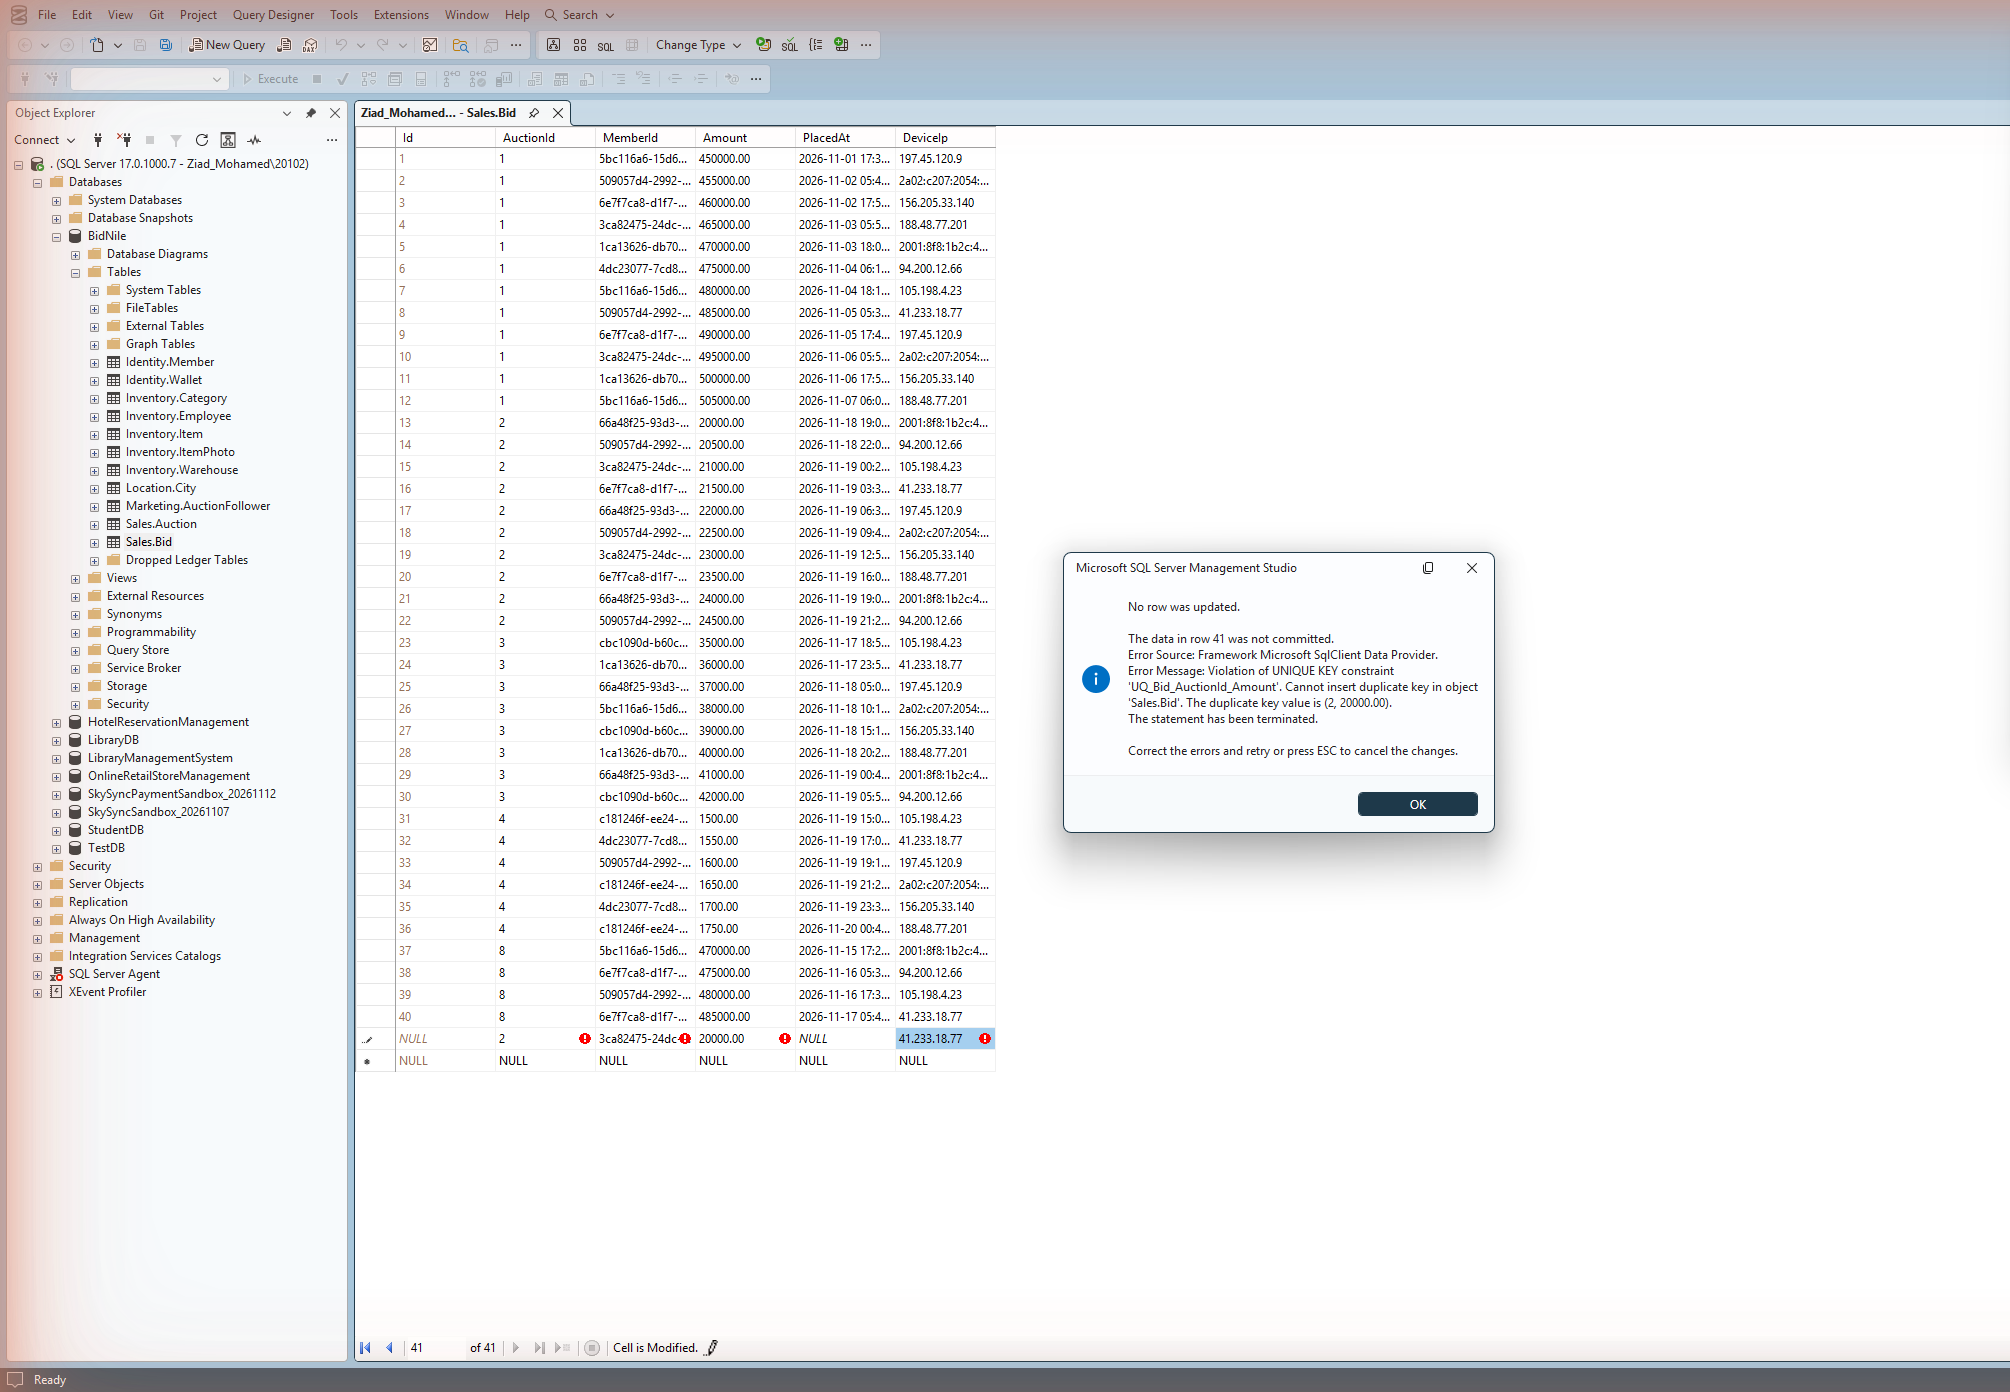 File Edit View Git Project Query Designer Tools Extensions Window Help Search
New Query DAX SQL Change Type SQL
Execute
Object Explorer
Connect
. (SQL Server 17.0.1000.7 - Ziad_Mohamed\20102)
Databases
System Databases
Database Snapshots
BidNile
Database Diagrams
Tables
System Tables
FileTables
External Tables
Graph Tables
Identity.Member
Identity.Wallet
Inventory.Category
Inventory.Employee
Inventory.Item
Inventory.ItemPhoto
Inventory.Warehouse
Location.City
Marketing.AuctionFollower
Sales.Auction
Sales.Bid
Dropped Ledger Tables
Views
External Resources
Synonyms
Programmability
Query Store
Service Broker
Storage
Security
HotelReservationManagement
LibraryDB
LibraryManagementSystem
OnlineRetailStoreManagement
SkySyncPaymentSandbox_20261112
SkySyncSandbox_20261107
StudentDB
TestDB
Security
Server Objects
Replication
Always On High Availability
Management
Integration Services Catalogs
SQL Server Agent
XEvent Profiler
Ziad_Mohamed... - Sales.Bid
Id AuctionId MemberId Amount PlacedAt DeviceIp
1 1 5bc116a6-15d6... 450000.00 2026-11-01 17:3... 197.45.120.9
2 1 509057d4-2992-... 455000.00 2026-11-02 05:4... 2a02:c207:2054:...
3 1 6e7f7ca8-d1f7-... 460000.00 2026-11-02 17:5... 156.205.33.140
4 1 3ca82475-24dc-... 465000.00 2026-11-03 05:5... 188.48.77.201
5 1 1ca13626-db70... 470000.00 2026-11-03 18:0... 2001:8f8:1b2c:4...
6 1 4dc23077-7cd8... 475000.00 2026-11-04 06:1... 94.200.12.66
7 1 5bc116a6-15d6... 480000.00 2026-11-04 18:1... 105.198.4.23
8 1 509057d4-2992-... 485000.00 2026-11-05 05:3... 41.233.18.77
9 1 6e7f7ca8-d1f7-... 490000.00 2026-11-05 17:4... 197.45.120.9
10 1 3ca82475-24dc-... 495000.00 2026-11-06 05:5... 2a02:c207:2054:...
11 1 1ca13626-db70... 500000.00 2026-11-06 17:5... 156.205.33.140
12 1 5bc116a6-15d6... 505000.00 2026-11-07 06:0... 188.48.77.201
13 2 66a48f25-93d3-... 20000.00 2026-11-18 19:0... 2001:8f8:1b2c:4...
14 2 509057d4-2992-... 20500.00 2026-11-18 22:0... 94.200.12.66
15 2 3ca82475-24dc-... 21000.00 2026-11-19 00:2... 105.198.4.23
16 2 6e7f7ca8-d1f7-... 21500.00 2026-11-19 03:3... 41.233.18.77
17 2 66a48f25-93d3-... 22000.00 2026-11-19 06:3... 197.45.120.9
18 2 509057d4-2992-... 22500.00 2026-11-19 09:4... 2a02:c207:2054:...
19 2 3ca82475-24dc-... 23000.00 2026-11-19 12:5... 156.205.33.140
20 2 6e7f7ca8-d1f7-... 23500.00 2026-11-19 16:0... 188.48.77.201
21 2 66a48f25-93d3-... 24000.00 2026-11-19 19:0... 2001:8f8:1b2c:4...
22 2 509057d4-2992-... 24500.00 2026-11-19 21:2... 94.200.12.66
23 3 cbc1090d-b60c... 35000.00 2026-11-17 18:5... 105.198.4.23
24 3 1ca13626-db70... 36000.00 2026-11-17 23:5... 41.233.18.77
25 3 66a48f25-93d3-... 37000.00 2026-11-18 05:0... 197.45.120.9
26 3 5bc116a6-15d6... 38000.00 2026-11-18 10:1... 2a02:c207:2054:...
27 3 cbc1090d-b60c... 39000.00 2026-11-18 15:1... 156.205.33.140
28 3 1ca13626-db70... 40000.00 2026-11-18 20:2... 188.48.77.201
29 3 66a48f25-93d3-... 41000.00 2026-11-19 00:4... 2001:8f8:1b2c:4...
30 3 cbc1090d-b60c... 42000.00 2026-11-19 05:5... 94.200.12.66
31 4 c181246f-ee24-... 1500.00 2026-11-19 15:0... 105.198.4.23
32 4 4dc23077-7cd8... 1550.00 2026-11-19 17:0... 41.233.18.77
33 4 509057d4-2992-... 1600.00 2026-11-19 19:1... 197.45.120.9
34 4 c181246f-ee24-... 1650.00 2026-11-19 21:2... 2a02:c207:2054:...
35 4 4dc23077-7cd8... 1700.00 2026-11-19 23:3... 156.205.33.140
36 4 c181246f-ee24-... 1750.00 2026-11-20 00:4... 188.48.77.201
37 8 5bc116a6-15d6... 470000.00 2026-11-15 17:2... 2001:8f8:1b2c:4...
38 8 6e7f7ca8-d1f7-... 475000.00 2026-11-16 05:3... 94.200.12.66
39 8 509057d4-2992-... 480000.00 2026-11-16 17:3... 105.198.4.23
40 8 6e7f7ca8-d1f7-... 485000.00 2026-11-17 05:4... 41.233.18.77
NULL 2 3ca82475-24dc- 20000.00 NULL 41.233.18.77
NULL NULL NULL NULL NULL NULL
Microsoft SQL Server Management Studio
No row was updated.
The data in row 41 was not committed.
Error Source: Framework Microsoft SqlClient Data Provider.
Error Message: Violation of UNIQUE KEY constraint
'UQ_Bid_AuctionId_Amount'. Cannot insert duplicate key in object
'Sales.Bid'. The duplicate key value is (2, 20000.00).
The statement has been terminated.
Correct the errors and retry or press ESC to cancel the changes.
OK
41 of 41 Cell is Modified.
Ready